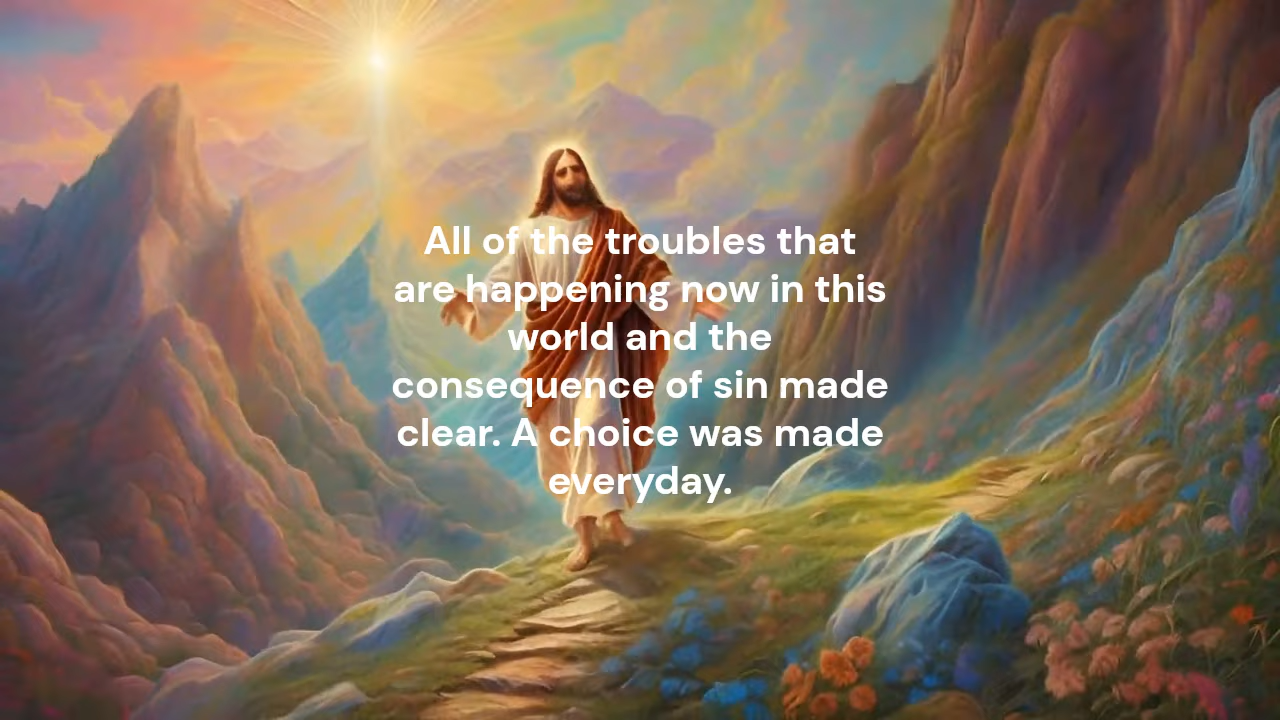 All of the troubles that
are happening now in this
world and the
consequence of sin made
clear. A choice was made
everyday.